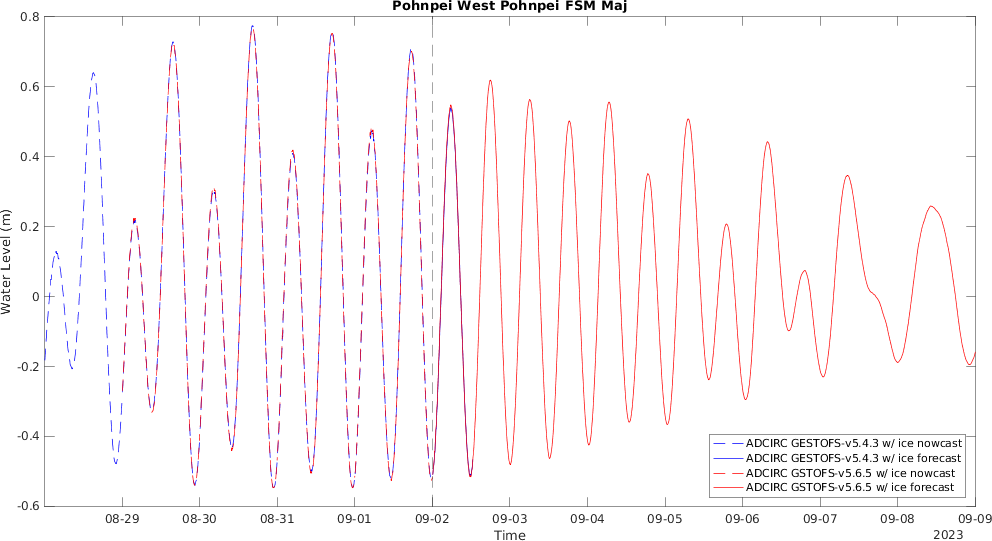 Pohnpei West Pohnpei FSM Maj
Water Level (m)
0.8
0.6
0.4
0.2
0
-0.2
-0.4
-0.6
ADCIRC GESTOFS-v5.4.3 w/ ice nowcast
ADCIRC GESTOFS-v5.4.3 w/ ice forecast
ADCIRC GSTOFS-v5.6.5 w/ ice nowcast
ADCIRC GSTOFS-v5.6.5 w/ ice forecast
08-29 08-30 08-31 09-01 09-02 09-03 09-04 09-05 09-06 09-07 09-08 09-09
Time 2023